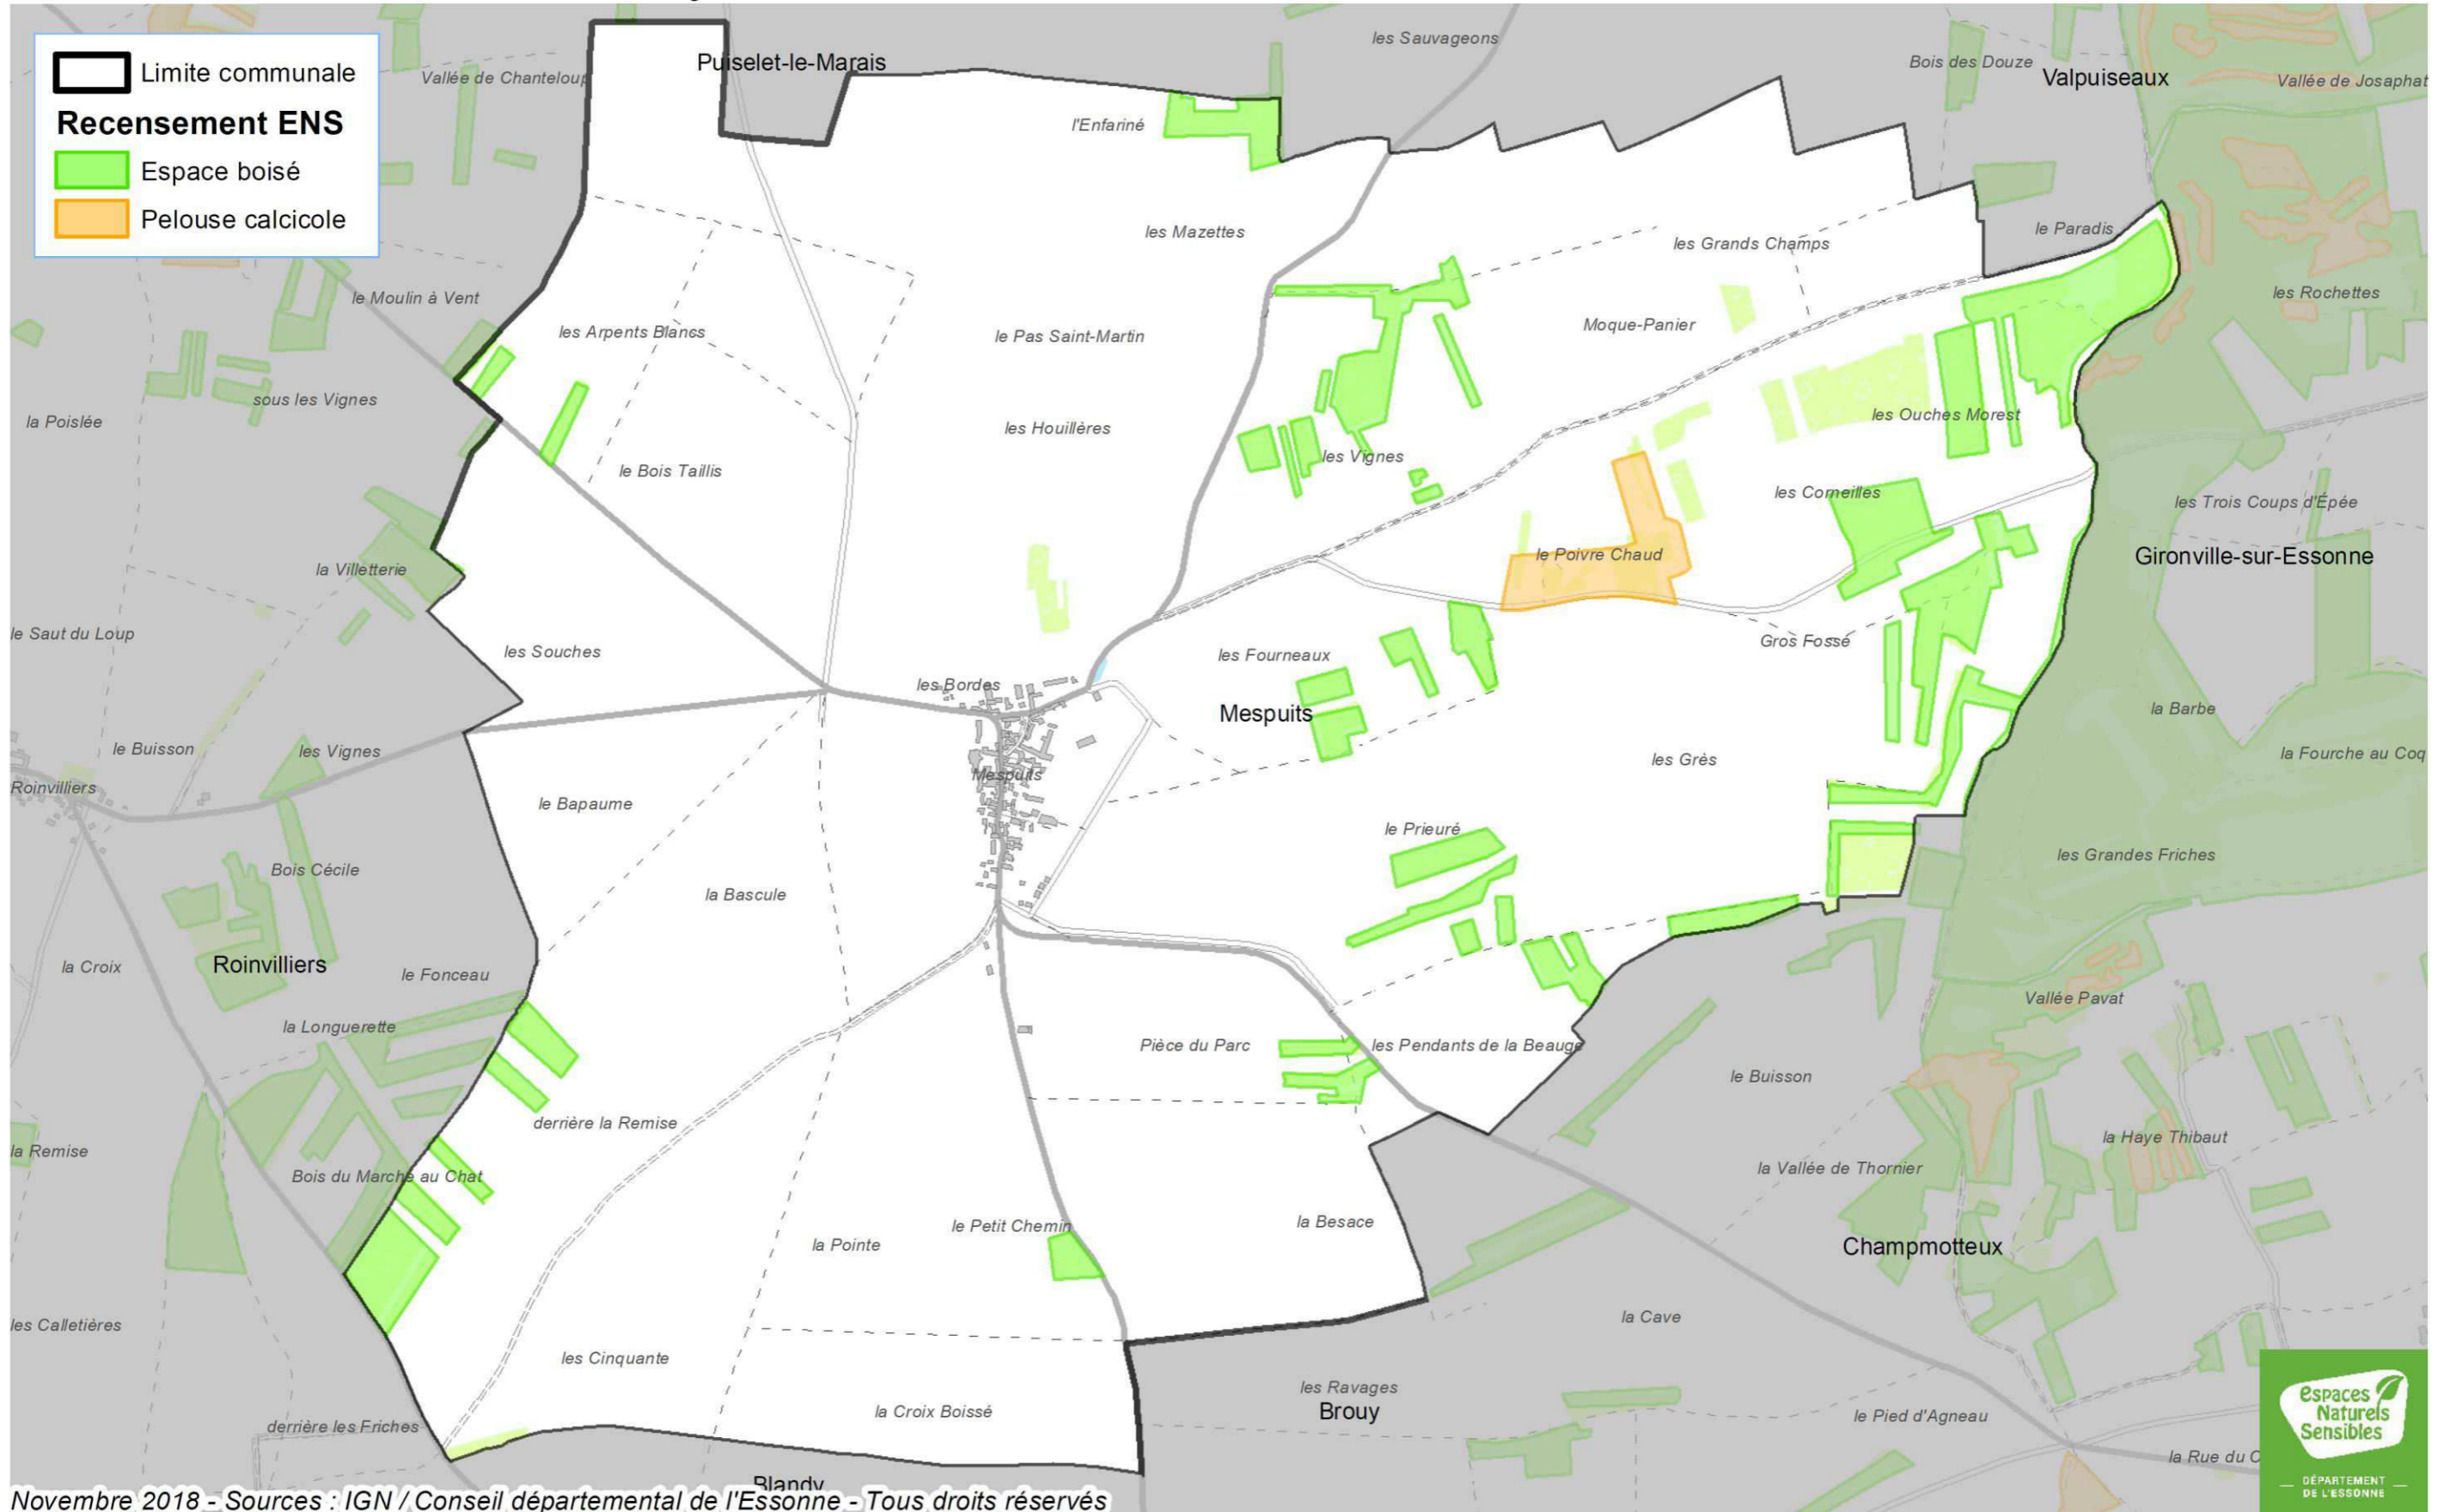 Limite communale
Recensement ENS
Espace boisé
Pelouse calcicole
les Sauvageons
Puiselet-le-Marais
Bois des Douze
Valpuiseaux
Vallée de Josaphat
Vallée de Chanteloup
l'Enfariné
les Mazettes
les Grands Champs
le Paradis
les Rochettes
le Moulin à Vent
les Arpents Blancs
le Pas Saint-Martin
Moque-Panier
sous les Vignes
la Poislée
les Houillères
les Ouches Morest
le Bois Taillis
les Vignes
les Corneilles
les Trois Coups d'Épée
la Villetterie
le Poivre Chaud
Gironville-sur-Essonne
le Saut du Loup
les Souches
les Fourneaux
Gros Fossé
les Bordes
Mespuits
la Barbe
le Buisson
les Vignes
les Grès
la Fourche au Coq
Roinvilliers
Mespuits
le Bapaume
le Prieuré
les Grandes Friches
Bois Cécile
la Bascule
la Croix
Roinvilliers
le Fonceau
Vallée Pavat
la Longuerette
Pièce du Parc
les Pendants de la Beauge
le Buisson
derrière la Remise
la Remise
la Haye Thibaut
Bois du Marché au Chat
la Vallée de Thornier
le Petit Chemin
la Besace
la Pointe
Champmotteux
les Calletières
la Cave
les Cinquante
les Ravages
Brouy
la Croix Boissé
le Pied d'Agneau
derrière les Friches
la Rue du C
Blandy
espaces
Naturels
Sensibles
DÉPARTEMENT
DE L'ESSONNE
Novembre 2018 - Sources : IGN / Conseil départemental de l'Essonne - Tous droits réservés